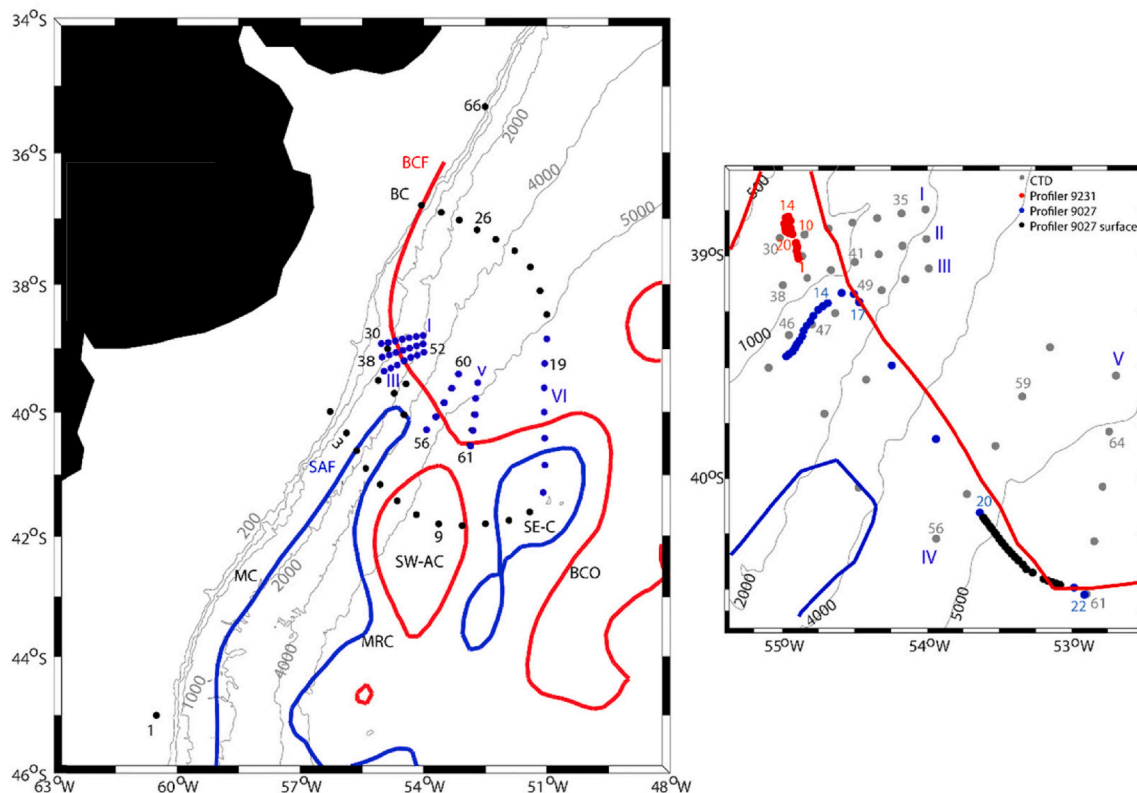 34°S
36°S
38°S
40°S
42°S
44°S
46°S
63°W
60°W
57°W
54°W
51°W
48°W
66
2000
4000
5000
BCF
BC
26
30
I
38
52
III
60
V
19
VI
56
61
3
SAF
200
9
SW-AC
SE-C
BCO
MC
2000
MRC
4000
1000
1
500
CTD
Profiler 9231
Profiler 9027
Profiler 9027 surface
14
35
I
10
II
39°S
30
20
41
III
1
38
14
49
17
46
47
1000
V
59
64
40°S
20
56
IV
2000
4000
5000
22
61
55°W
54°W
53°W